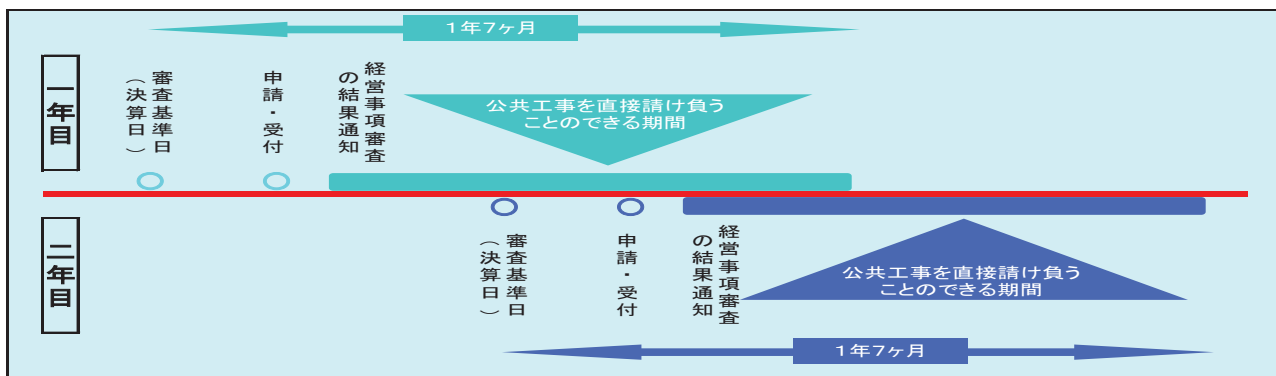 1年7ヶ月
一年目
審査基準日
(決算日)
申請・受付
経営事項審査
の結果通知
公共工事を直接請け負う
ことのできる期間
二年目
審査基準日
(決算日)
申請・受付
経営事項審査
の結果通知
公共工事を直接請け負う
ことのできる期間
1年7ヶ月